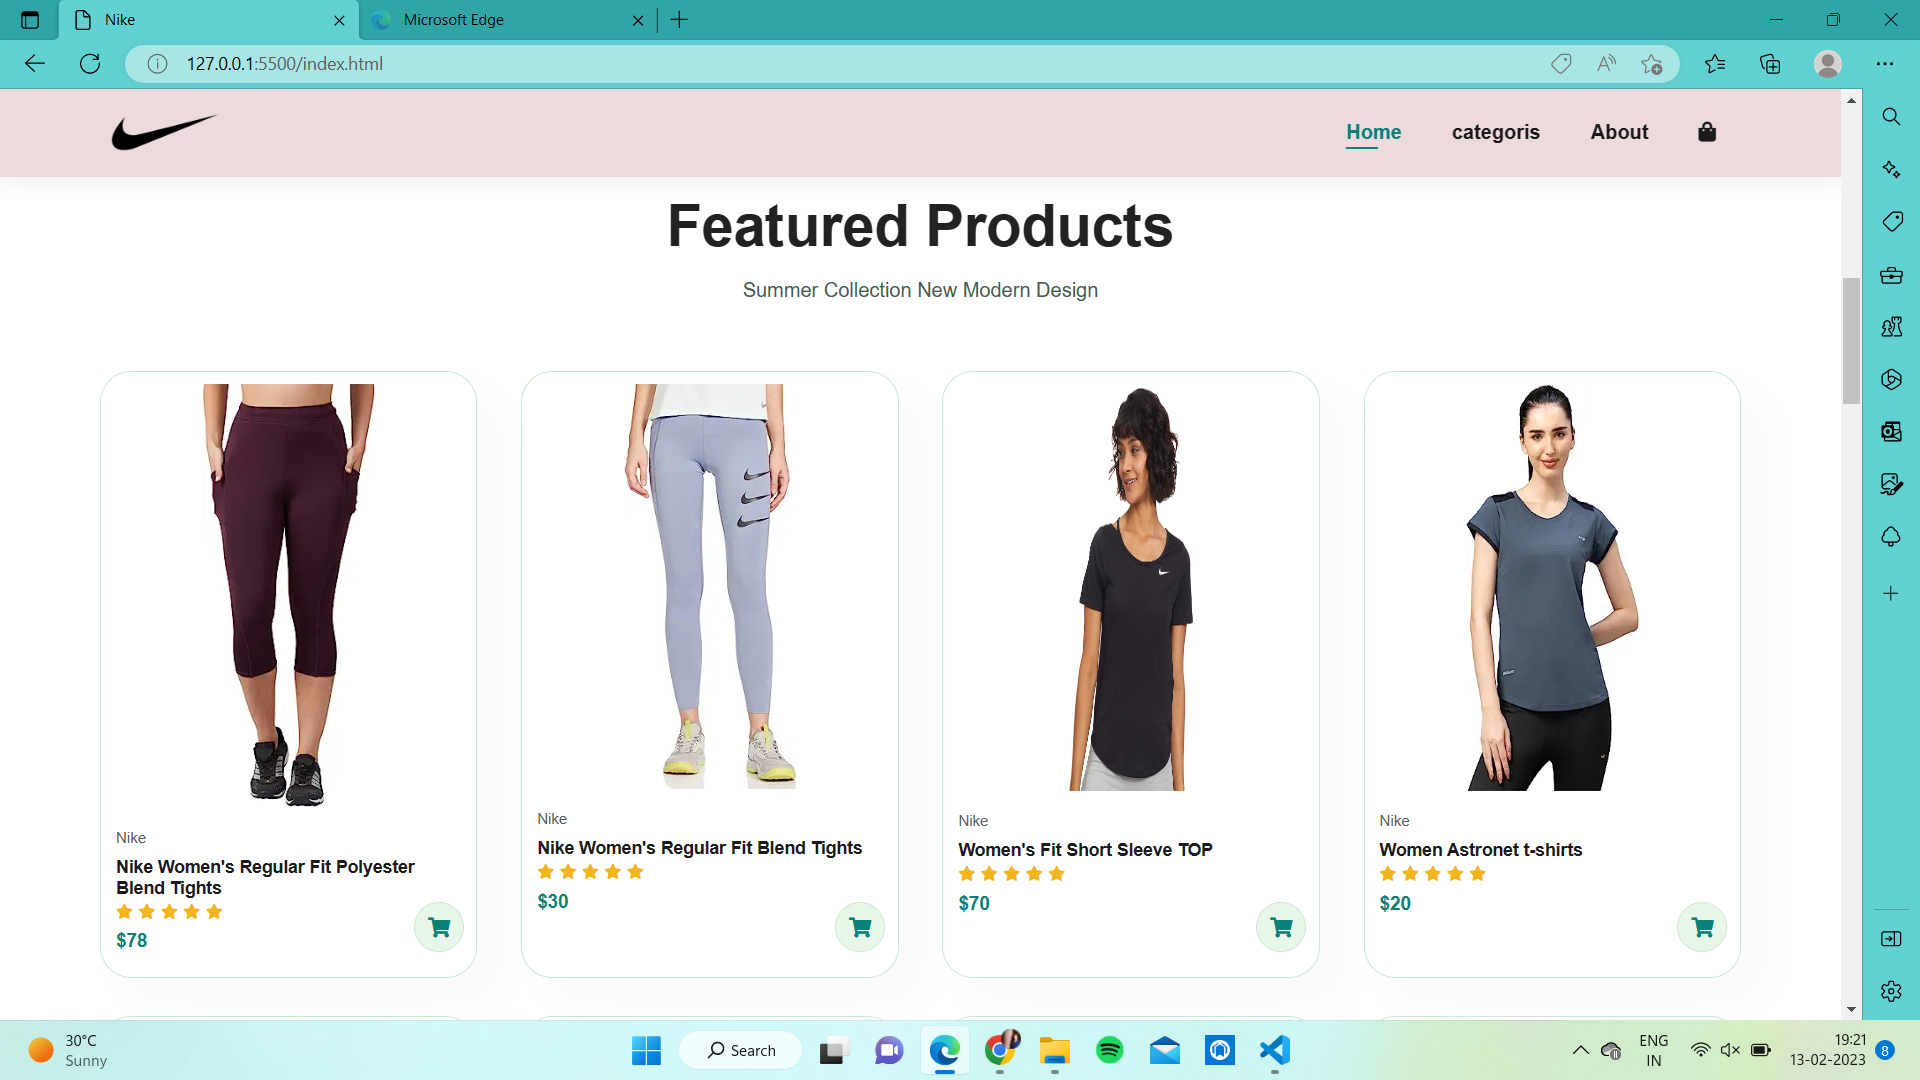 Nike
Microsoft Edge
127.0.0.1:5500/index.html
Home
categoris
About
Featured Products
Summer Collection New Modern Design
Nike
Nike Women's Regular Fit Polyester
Blend Tights
$78
Nike
Nike Women's Regular Fit Blend Tights
$30
Nike
Women's Fit Short Sleeve TOP
$70
Nike
Women Astronet t-shirts
$20
30°C
Sunny
Search
ENG
IN
19:21
13-02-2023
8